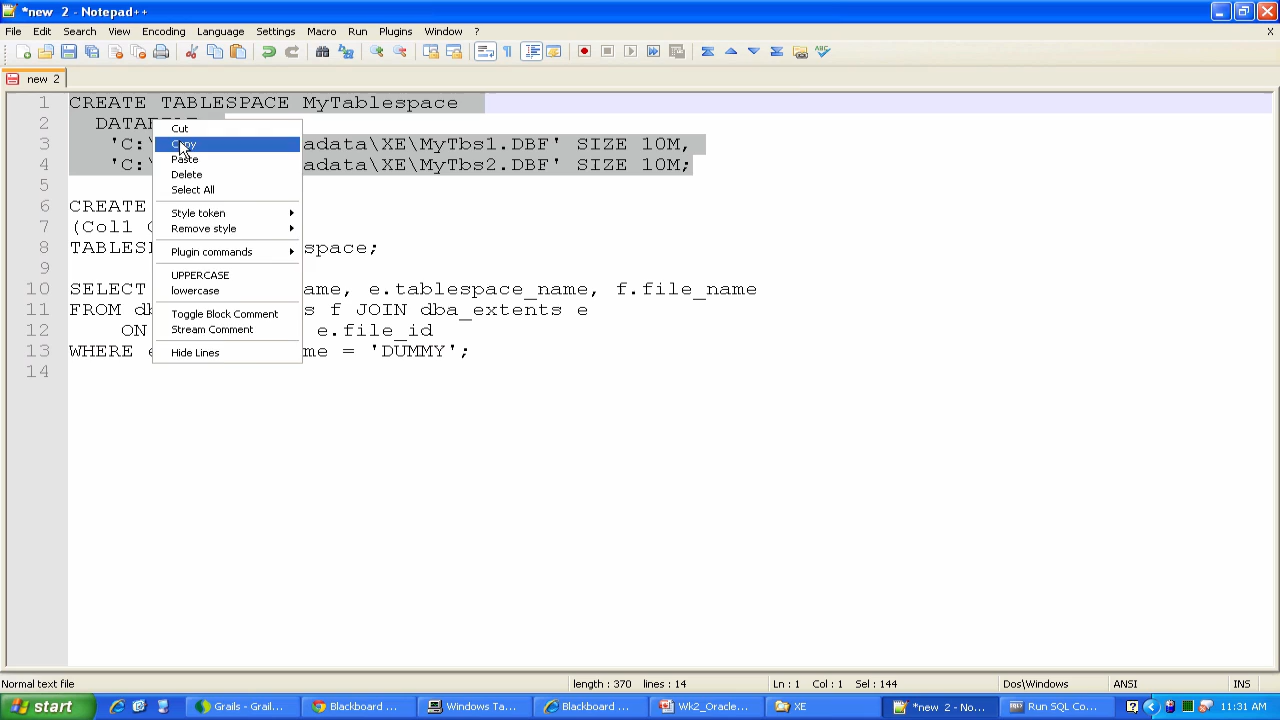 *new  2 - Notepad++
File Edit Search View Encoding Language Settings Macro Run Plugins Window ? X
new 2
1 CREATE TABLESPACE MyTablespace
2 DATAFILE
3 'C:\ adata\XE\MyTbs1.DBF' SIZE 10M,
4 'C:\ adata\XE\MyTbs2.DBF' SIZE 10M;
5
6 CREATE
7 (Col1
8 TABLES space;
9
10 SELECT ame, e.tablespace_name, f.file_name
11 FROM db s f JOIN dba_extents e
12 ON e.file_id
13 WHERE e me = 'DUMMY';
14
Cut
Copy
Paste
Delete
Select All
Style token
Remove style
Plugin commands
UPPERCASE
lowercase
Toggle Block Comment
Stream Comment
Hide Lines
Normal text file length : 370 lines : 14 Ln : 1 Col : 1 Sel : 144 Dos\Windows ANSI INS
start Grails - Grail... Blackboard ... Windows Ta... Blackboard ... Wk2_Oracle... XE *new  2 - No... Run SQL Co... 11:31 AM